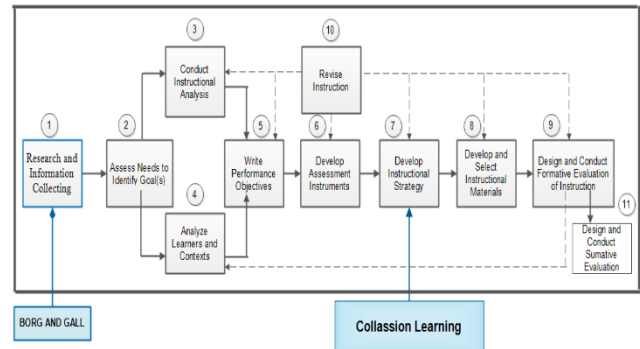 3
Conduct
Instructional
Analysis
10
Revise
Instruction
1
Research and
Information
Collecting
2
Assess Needs to
Identify Goal(s)
5
Write
Performance
Objectives
6
Develop
Assessment
Instruments
7
Develop
Instructional
Strategy
8
Develop and
Select
Instructional
Materials
9
Design and Conduct
Formative Evaluation
of Instruction
4
Analyze
Learners and
Contexts
11
Design and
Conduct
Sumative
Evaluation
BORG AND GALL
Collassion Learning